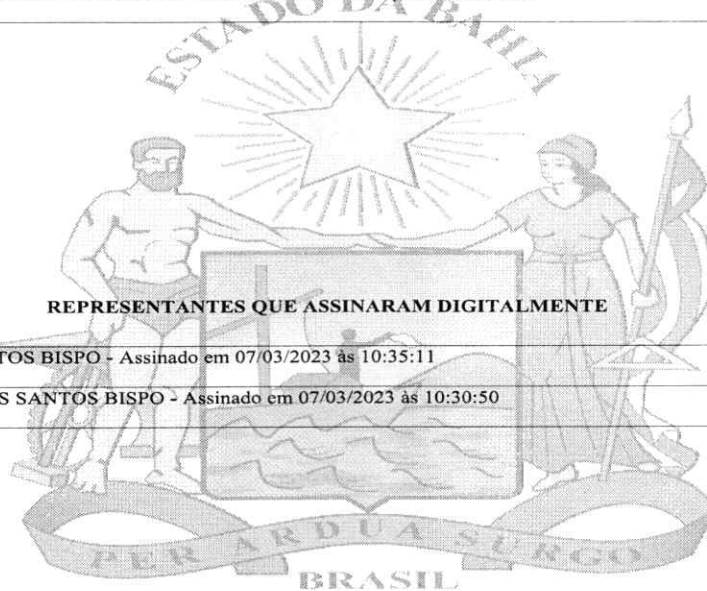 ESTADO DA BAHIA
REPRESENTANTES QUE ASSINARAM DIGITALMENTE
TOS BISPO - Assinado em 07/03/2023 às 10:35:11
S SANTOS BISPO - Assinado em 07/03/2023 às 10:30:50
PER ARDUA SURGO
BRASIL